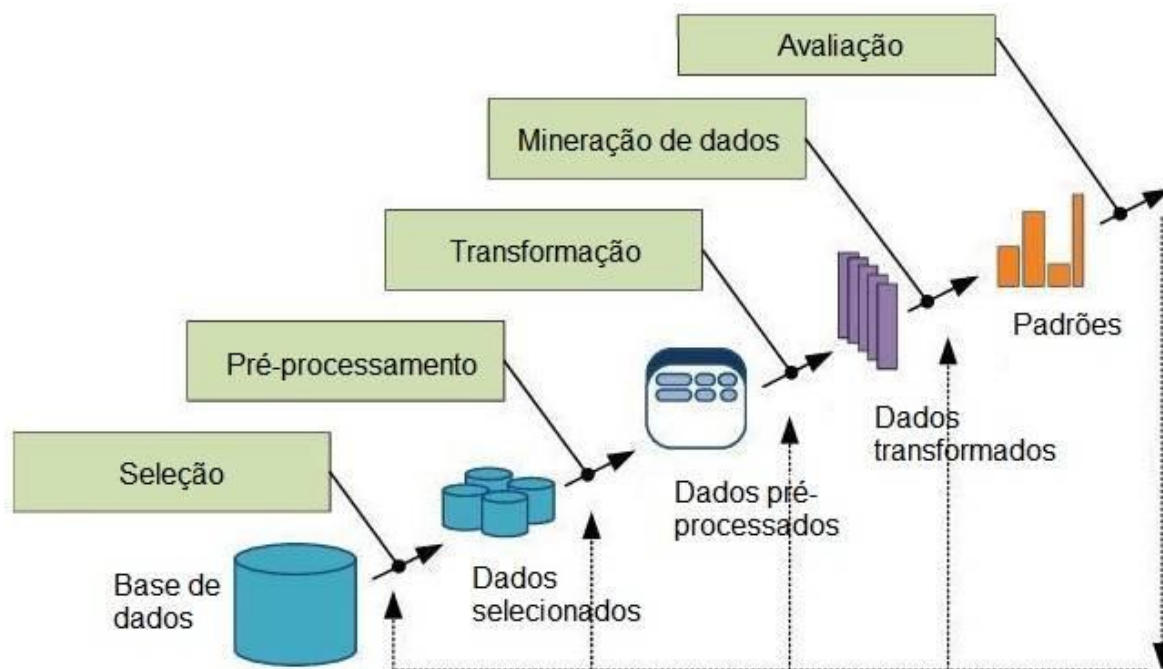 Avaliação
Mineração de dados
Transformação
Padrões
Pré-processamento
Dados
transformados
Seleção
Dados pré-
processados
Base de
dados
Dados
selecionados